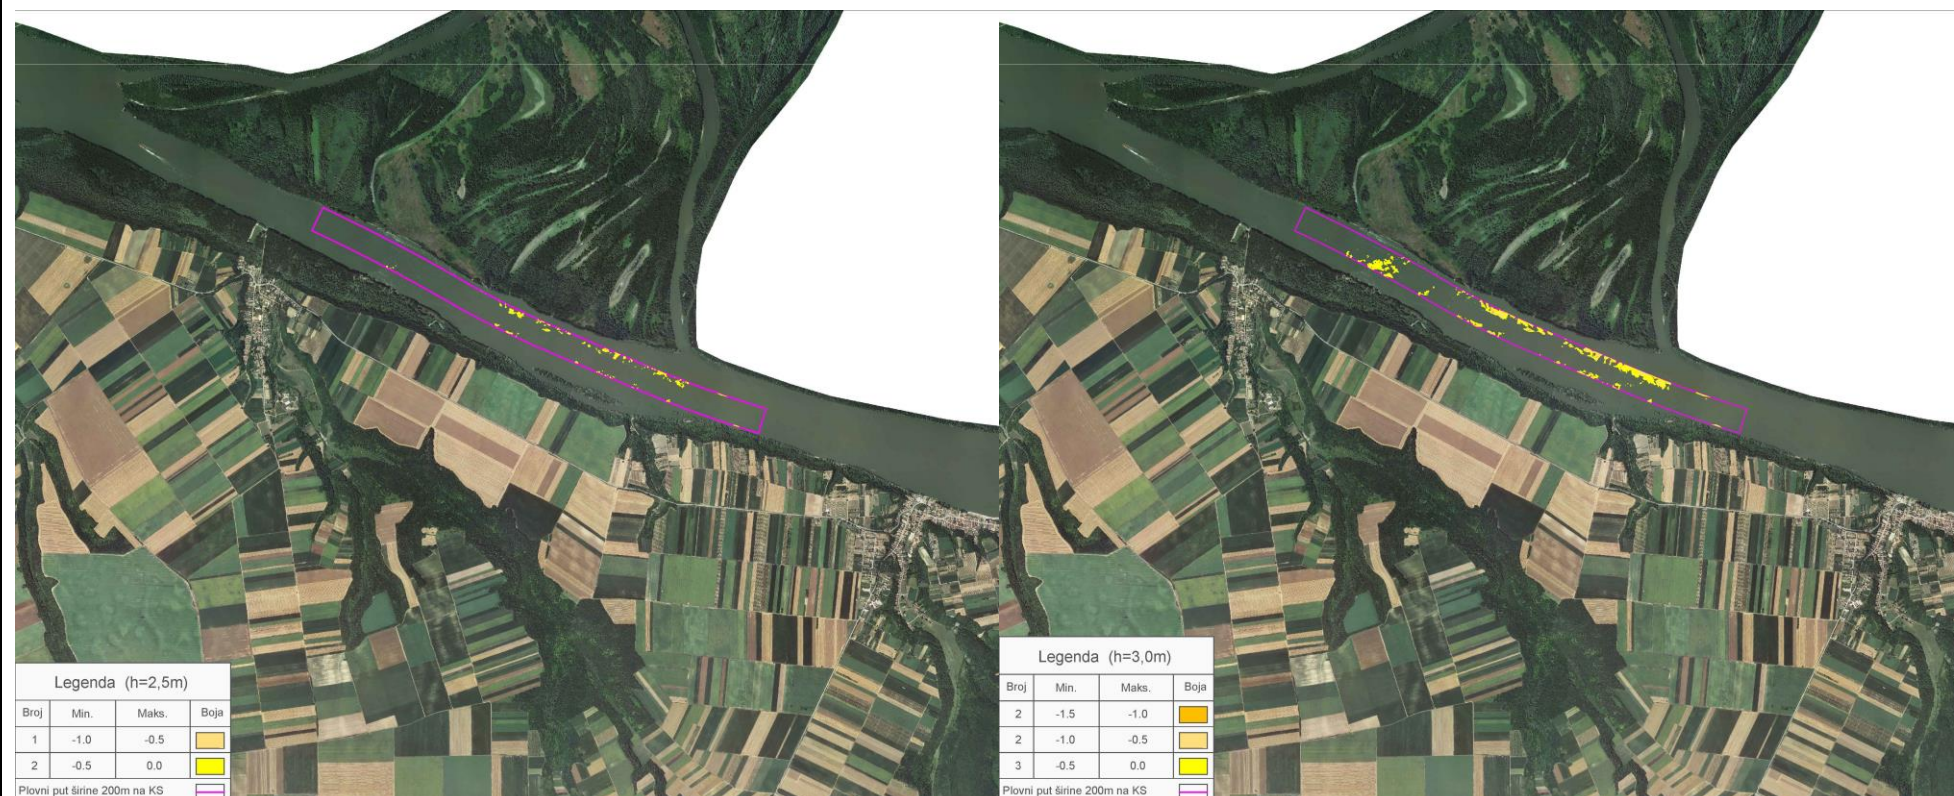 Legenda (h=2,5m)
Broj Min. Maks. Boja
1 -1.0 -0.5
2 -0.5 0.0
Plovni put širine 200m na KS
Legenda (h=3,0m)
Broj Min. Maks. Boja
2 -1.5 -1.0
2 -1.0 -0.5
3 -0.5 0.0
Plovni put širine 200m na KS